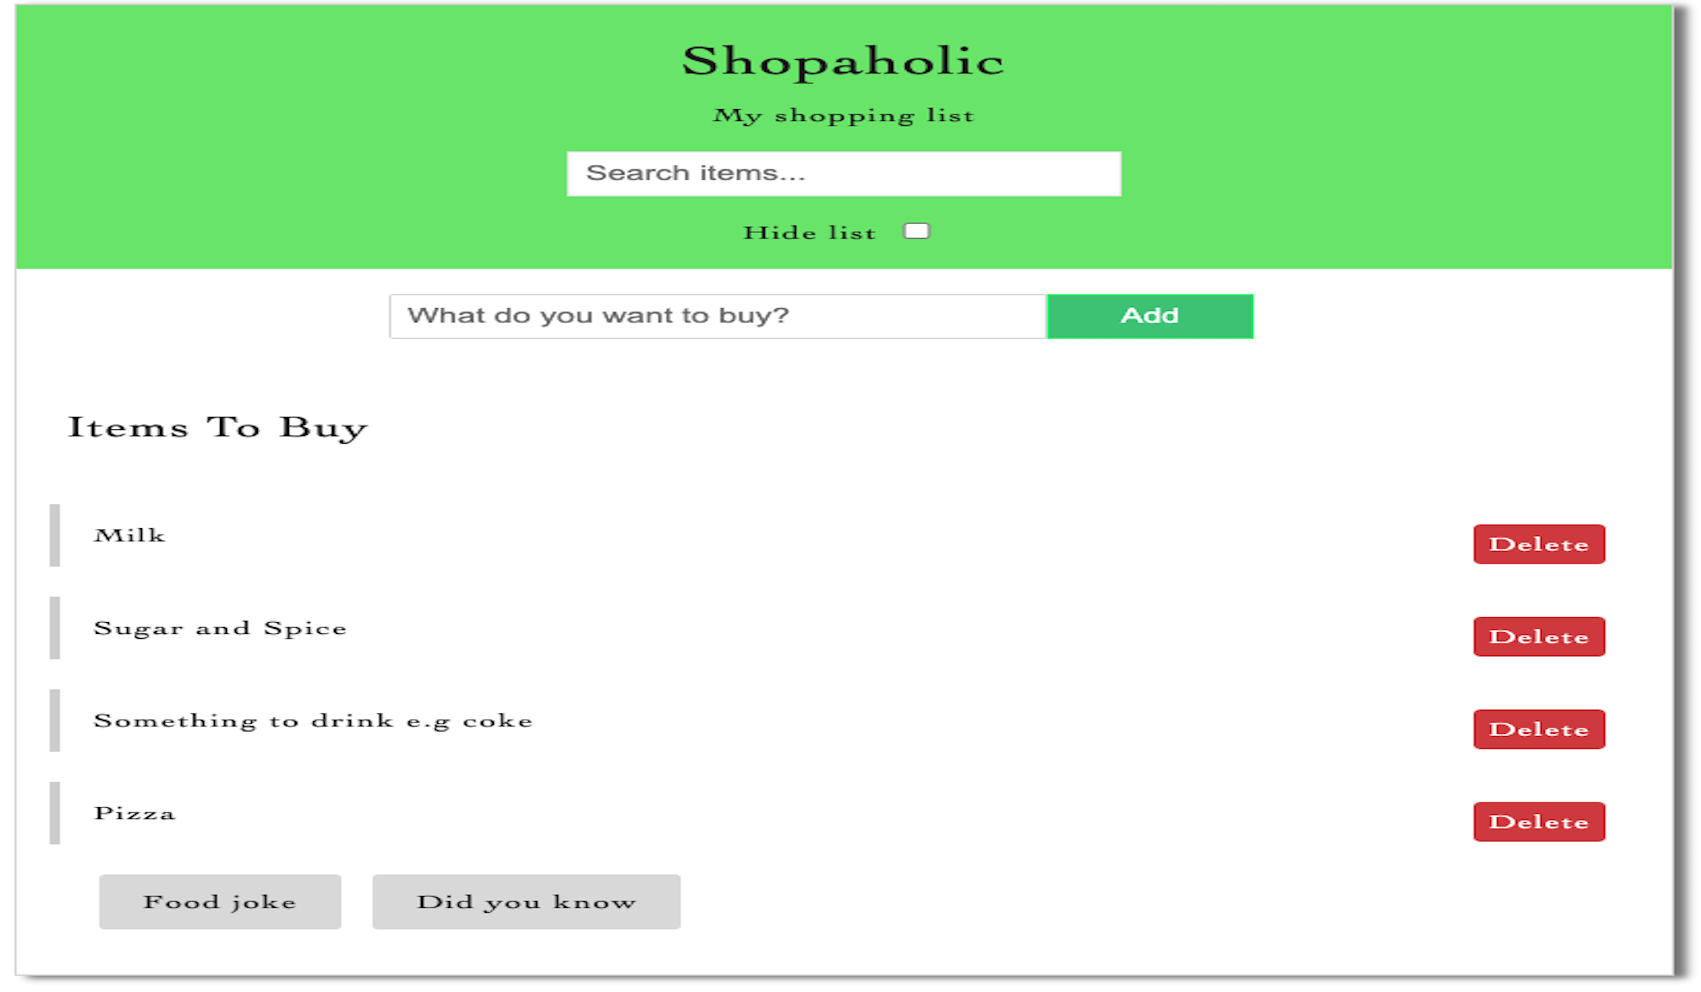 Shopaholic
My shopping list
Search items...
Hide list
What do you want to buy? Add
Items To Buy
Milk Delete
Sugar and Spice Delete
Something to drink e.g coke Delete
Pizza Delete
Food joke Did you know